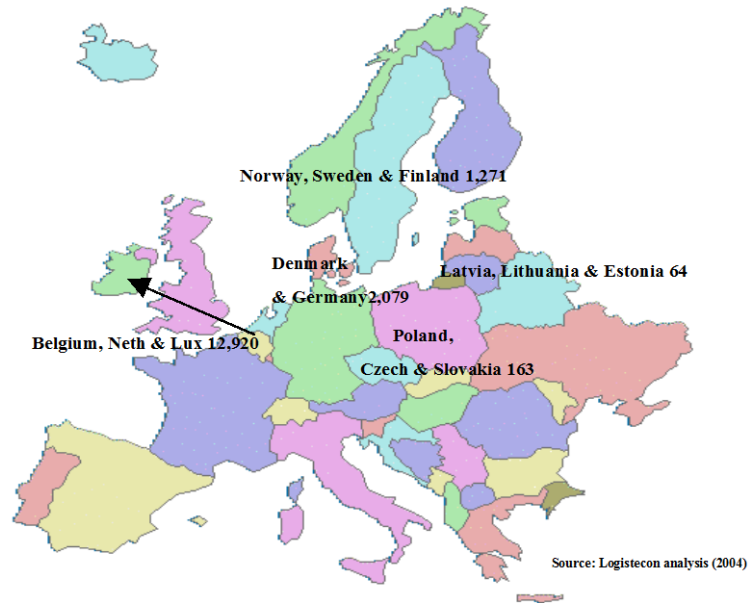 Norway, Sweden & Finland 1,271
Denmark
& Germany2,079
Latvia, Lithuania & Estonia 64
Belgium, Neth & Lux 12,920
Poland,
Czech & Slovakia 163
Source: Logistecon analysis (2004)